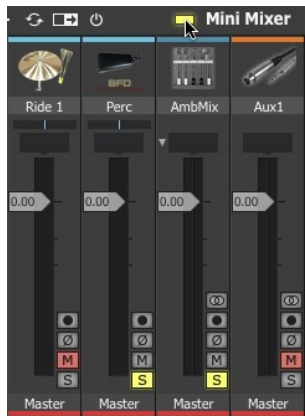 Mini Mixer
BFD
Ride 1 Perc AmbMix Aux1
0.00 0.00 0.00 0.00
Ø Ø Ø Ø
M M M M
S S S S
Master Master Master Master